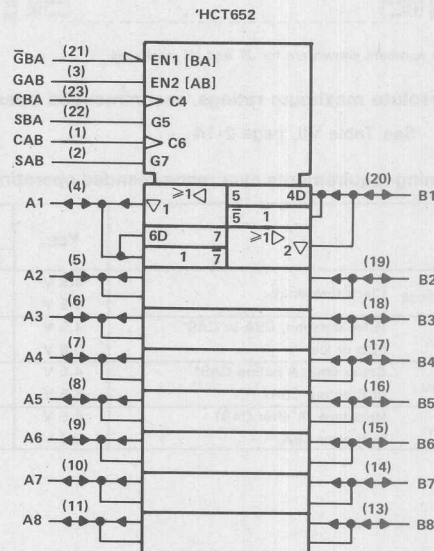 'HCT652
G̅BA (21) EN1 [BA]
GAB (3) EN2 [AB]
CBA (23) C4
SBA (22) G5
CAB (1) C6
SAB (2) G7
A1 (4) ▽1 ≥1◁ 5 4D (20) B1
5̅ 1
6D 7 ≥1▷
1 7̅ 2▽
A2 (5) (19) B2
A3 (6) (18) B3
A4 (7) (17) B4
A5 (8) (16) B5
A6 (9) (15) B6
A7 (10) (14) B7
A8 (11) (13) B8